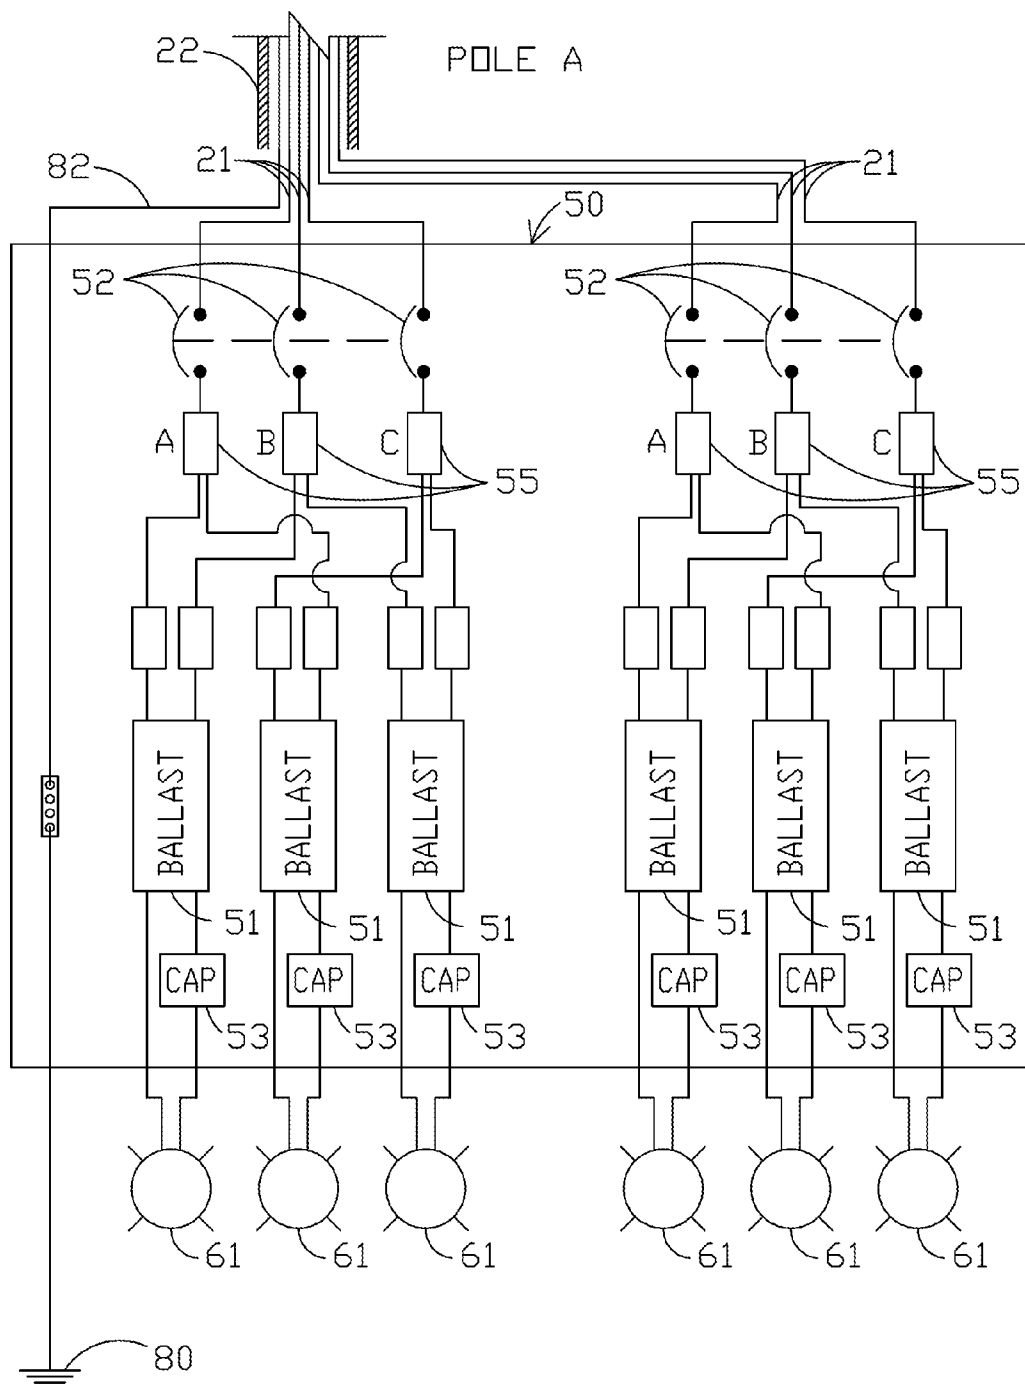 POLE A
22
82
21
21
50
52
52
A B C
A B C
55
55
BALLAST BALLAST BALLAST BALLAST BALLAST BALLAST
51 51 51 51 51 51
CAP CAP CAP CAP CAP CAP
53 53 53 53 53 53
61 61 61 61 61 61
80